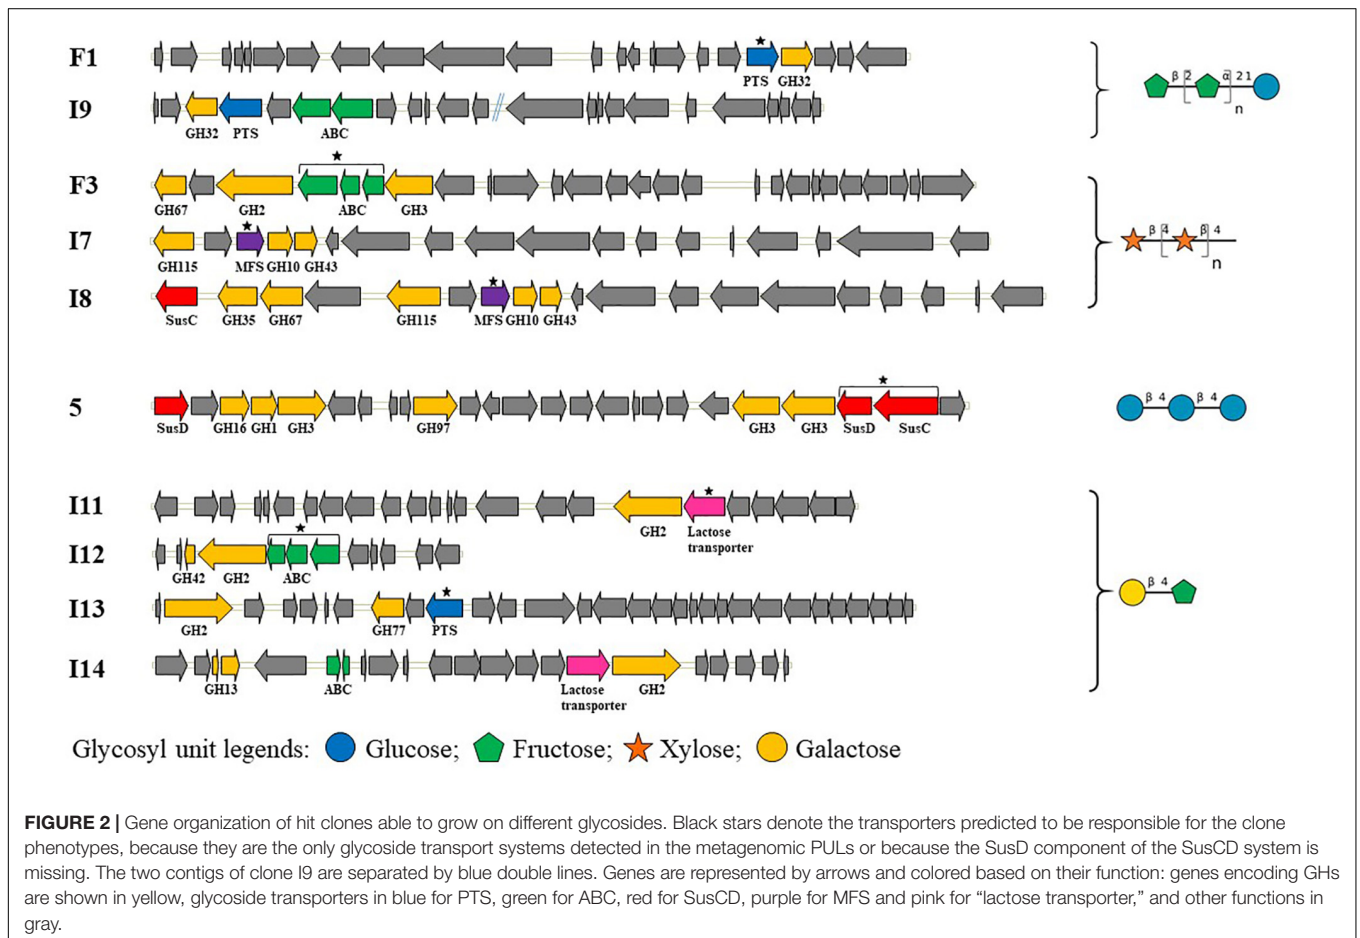 F1
PTS GH32
β 2 α 2 1
n
I9
GH32 PTS ABC
F3
GH67 GH2 ABC GH3
I7
GH115 MFS GH10 GH43
β 4 β 4
n
I8
SusC GH35 GH67 GH115 MFS GH10 GH43
5
SusD GH16 GH1 GH3 GH97 GH3 GH3 SusD SusC
β 4 β 4
I11
GH2 Lactose
transporter
I12
GH42 GH2 ABC
β 4
I13
GH2 GH77 PTS
I14
GH13 ABC Lactose GH2
transporter
Glycosyl unit legends: Glucose; Fructose; Xylose; Galactose
FIGURE 2 | Gene organization of hit clones able to grow on different glycosides. Black stars denote the transporters predicted to be responsible for the clone
phenotypes, because they are the only glycoside transport systems detected in the metagenomic PULs or because the SusD component of the SusCD system is
missing. The two contigs of clone I9 are separated by blue double lines. Genes are represented by arrows and colored based on their function: genes encoding GHs
are shown in yellow, glycoside transporters in blue for PTS, green for ABC, red for SusCD, purple for MFS and pink for “lactose transporter,” and other functions in
gray.